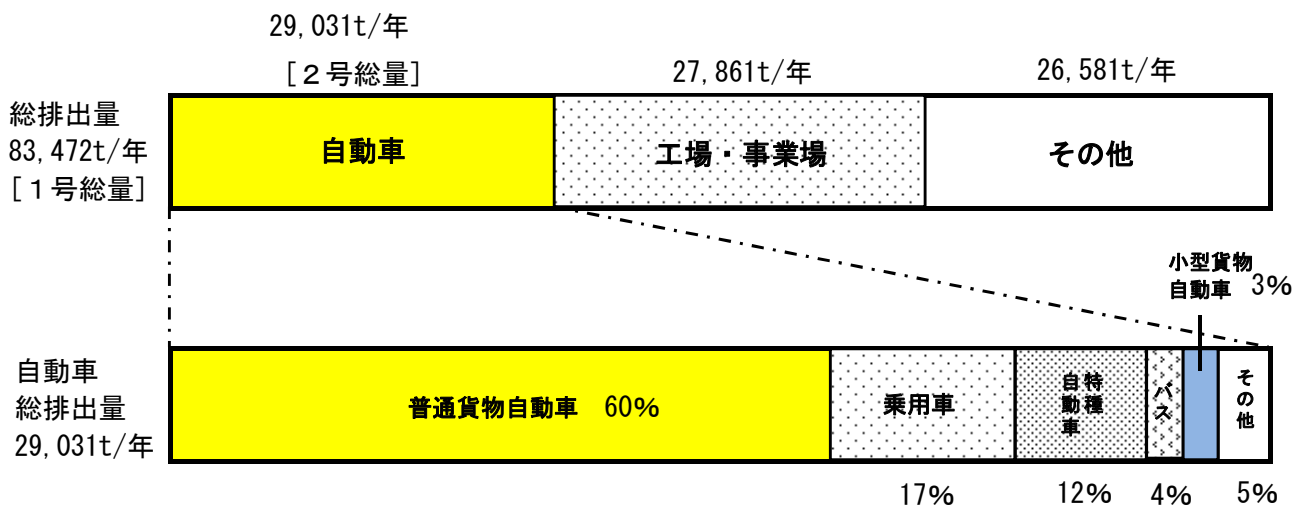 29,031t/年
[２号総量]
27,861t/年
26,581t/年
総排出量
83,472t/年
[１号総量]
自動車
工場・事業場
その他
小型貨物
自動車 3%
自動車
総排出量
29,031t/年
普通貨物自動車 60%
乗用車
特種
自動車
バス
その他
17%
12%
4%
5%